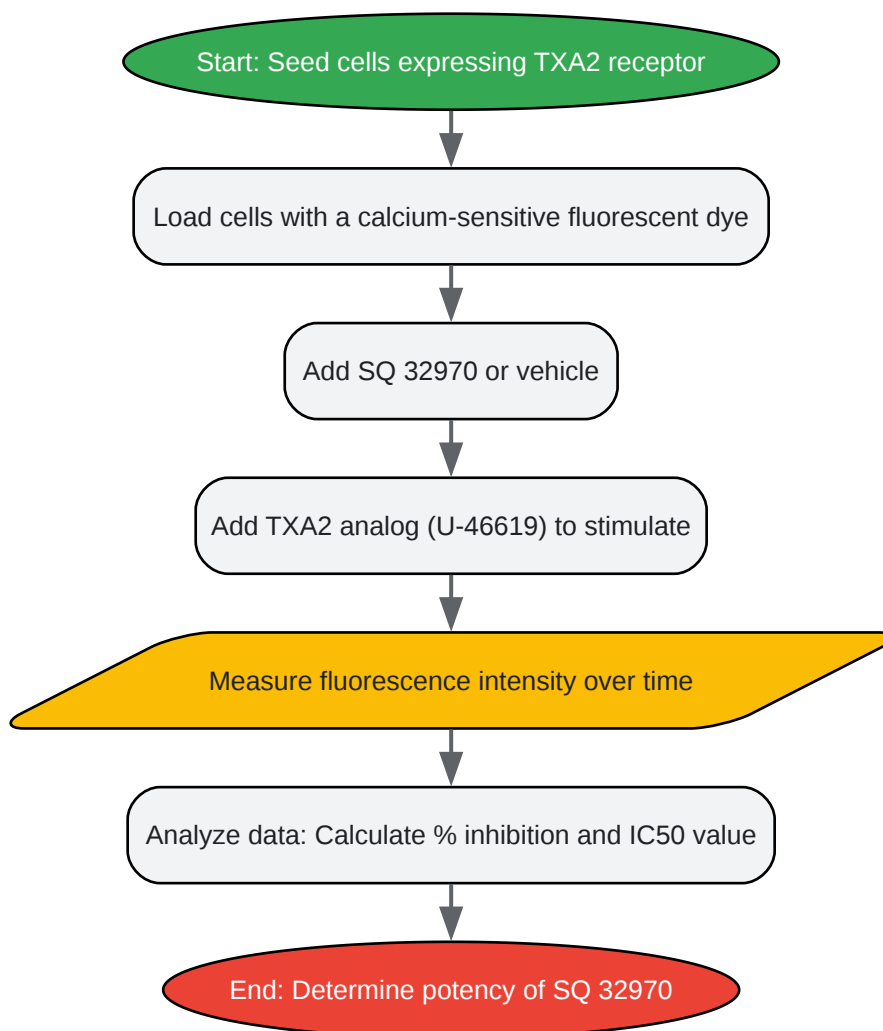 Start: Seed cells expressing TXA2 receptor
Load cells with a calcium-sensitive fluorescent dye
Add SQ 32970 or vehicle
Add TXA2 analog (U-46619) to stimulate
Measure fluorescence intensity over time
Analyze data: Calculate % inhibition and IC50 value
End: Determine potency of SQ 32970